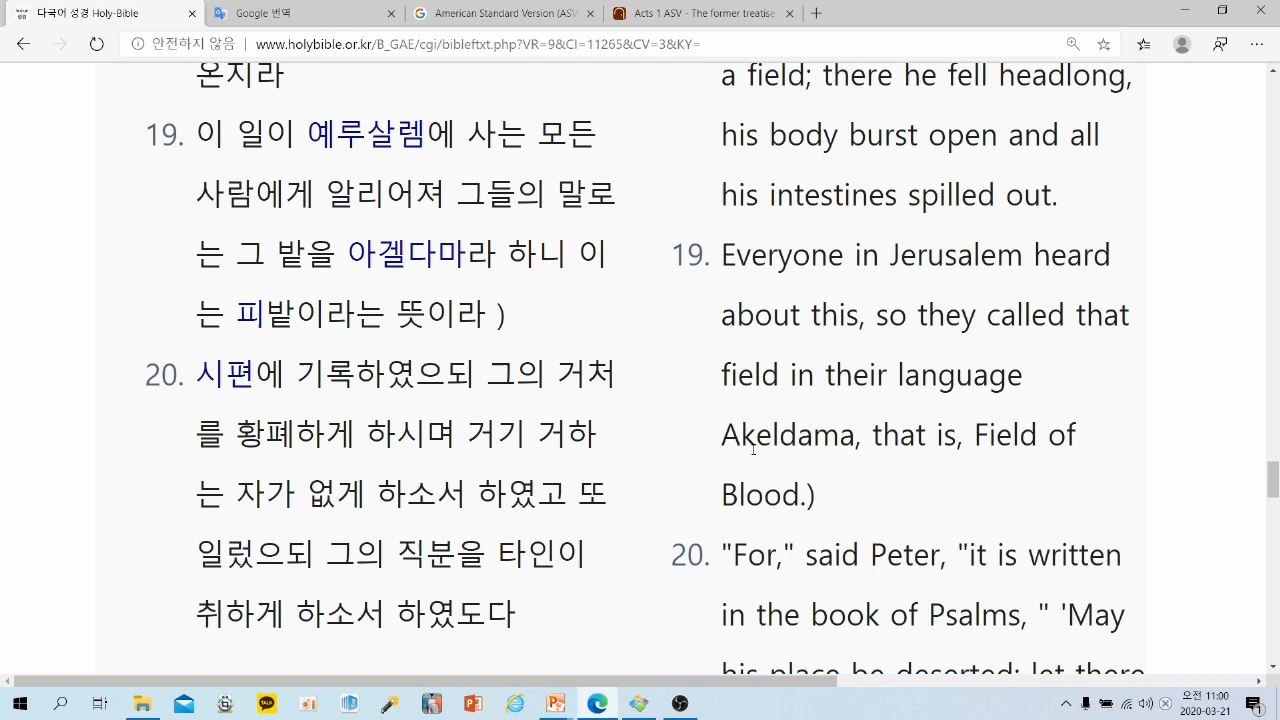 다국어 성경 Holy-Bible
Google 번역
American Standard Version (ASV
Acts 1 ASV - The former treatise
안전하지 않음
www.holybible.or.kr/B_GAE/cgi/bibleftxt.php?VR=9&CI=11265&CV=3&KY=
온지라
19. 이 일이 예루살렘에 사는 모든
사람에게 알리어져 그들의 말로
는 그 밭을 아겔다마라 하니 이
는 피밭이라는 뜻이라 )
20. 시편에 기록하였으되 그의 거처
를 황폐하게 하시며 거기 거하
는 자가 없게 하소서 하였고 또
일렀으되 그의 직분을 타인이
취하게 하소서 하였도다
a field; there he fell headlong,
his body burst open and all
his intestines spilled out.
19. Everyone in Jerusalem heard
about this, so they called that
field in their language
Akeldama, that is, Field of
Blood.)
20. "For," said Peter, "it is written
in the book of Psalms, " 'May
his place be deserted; let there
오전 11:00
2020-03-21